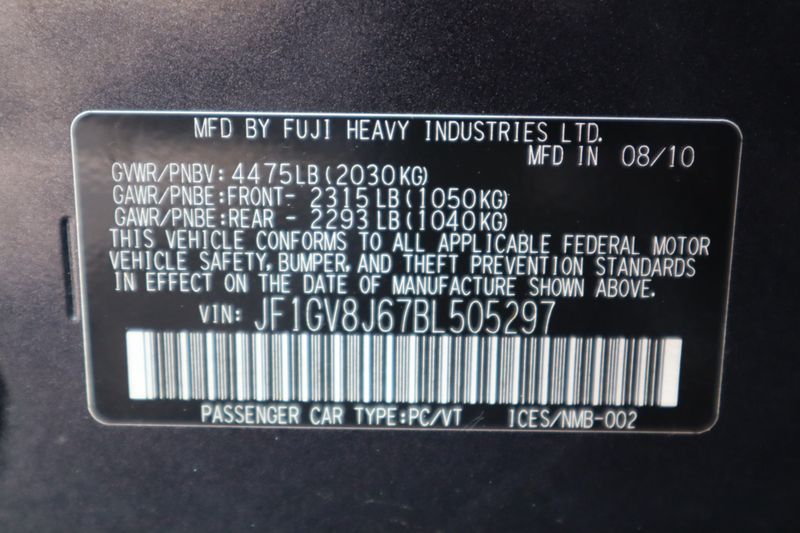 MFD BY FUJI HEAVY INDUSTRIES LTD.
MFD IN 08/10
GVWR/PNBV: 4475LB (2030KG)
GAWR/PNBE:FRONT- 2315LB(1050KG)
GAWR/PNBE:REAR - 2293LB(1040KG)
THIS VEHICLE CONFORMS TO ALL APPLICABLE FEDERAL MOTOR
VEHICLE SAFETY, BUMPER, AND THEFT PREVENTION STANDARDS
IN EFFECT ON THE DATE OF MANUFACTURE SHOWN ABOVE.
VIN: JF1GV8J67BL505297
PASSENGER CAR TYPE:PC/VT ICES/NMB-002